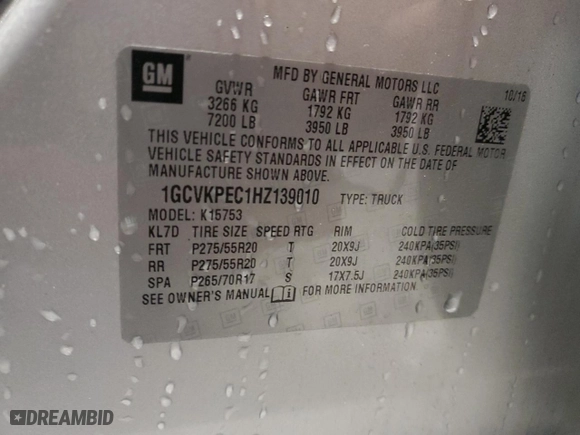 GM
MFD BY GENERAL MOTORS LLC
10/16
GVWR GAWR FRT GAWR RR
3266 KG 1792 KG 1792 KG
7200 LB 3950 LB 3950 LB
THIS VEHICLE CONFORMS TO ALL APPLICABLE U.S. FEDERAL MOTOR
VEHICLE SAFETY STANDARDS IN EFFECT ON THE DATE OF
MANUFACTURE SHOWN ABOVE.
1GCVKPEC1HZ139010 TYPE: TRUCK
MODEL: K15753
KL7D TIRE SIZE SPEED RTG RIM COLD TIRE PRESSURE
FRT P275/55R20 T 20X9J 240KPA(35PSI)
RR P275/55R20 T 20X9J 240KPA(35PSI)
SPA P265/70R17 S 17X7.5J 240KPA(35PSI)
SEE OWNER'S MANUAL i FOR MORE INFORMATION.
DREAMBID